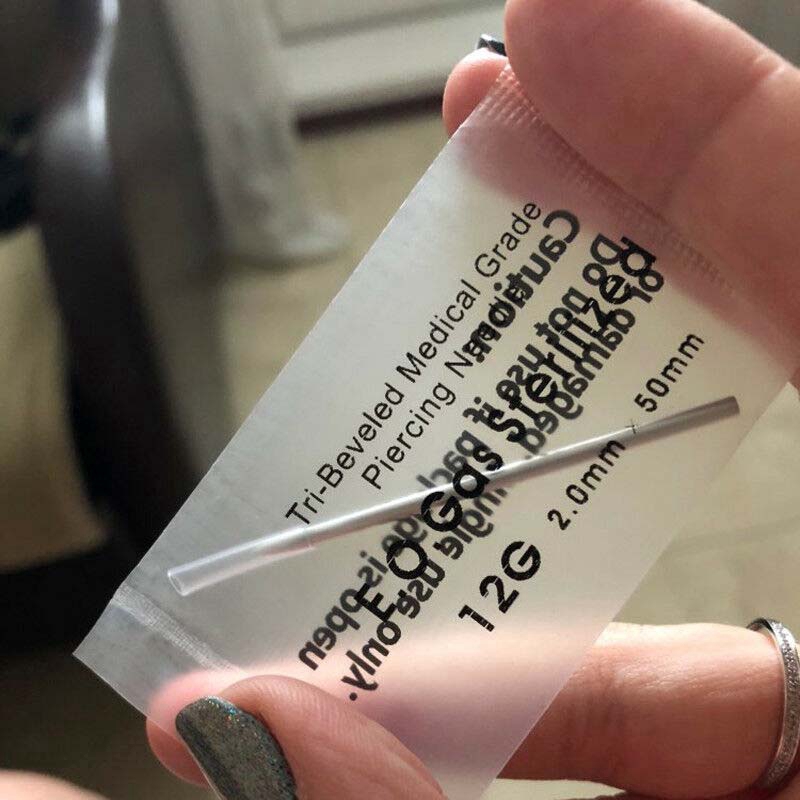 Tri-Beveled Medical Grade
Piercing Needle
E O Gas Sterilized
12G 2.0mm × 50mm
Caution:
Do not use if package is open
or damaged. Single use only.